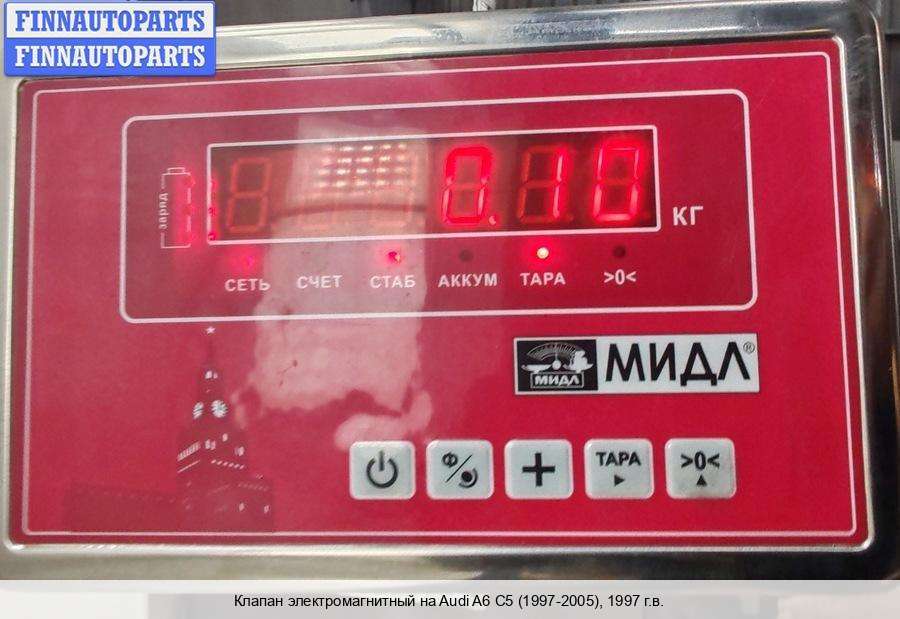 FINNAUTOPARTS
FINNAUTOPARTS
заряд
0.10
КГ
СЕТЬ СЧЕТ СТАБ АККУМ ТАРА >0<
МИДЛ МИДЛ®
Ф ТАРА >0<
Клапан электромагнитный на Audi A6 C5 (1997-2005), 1997 г.в.